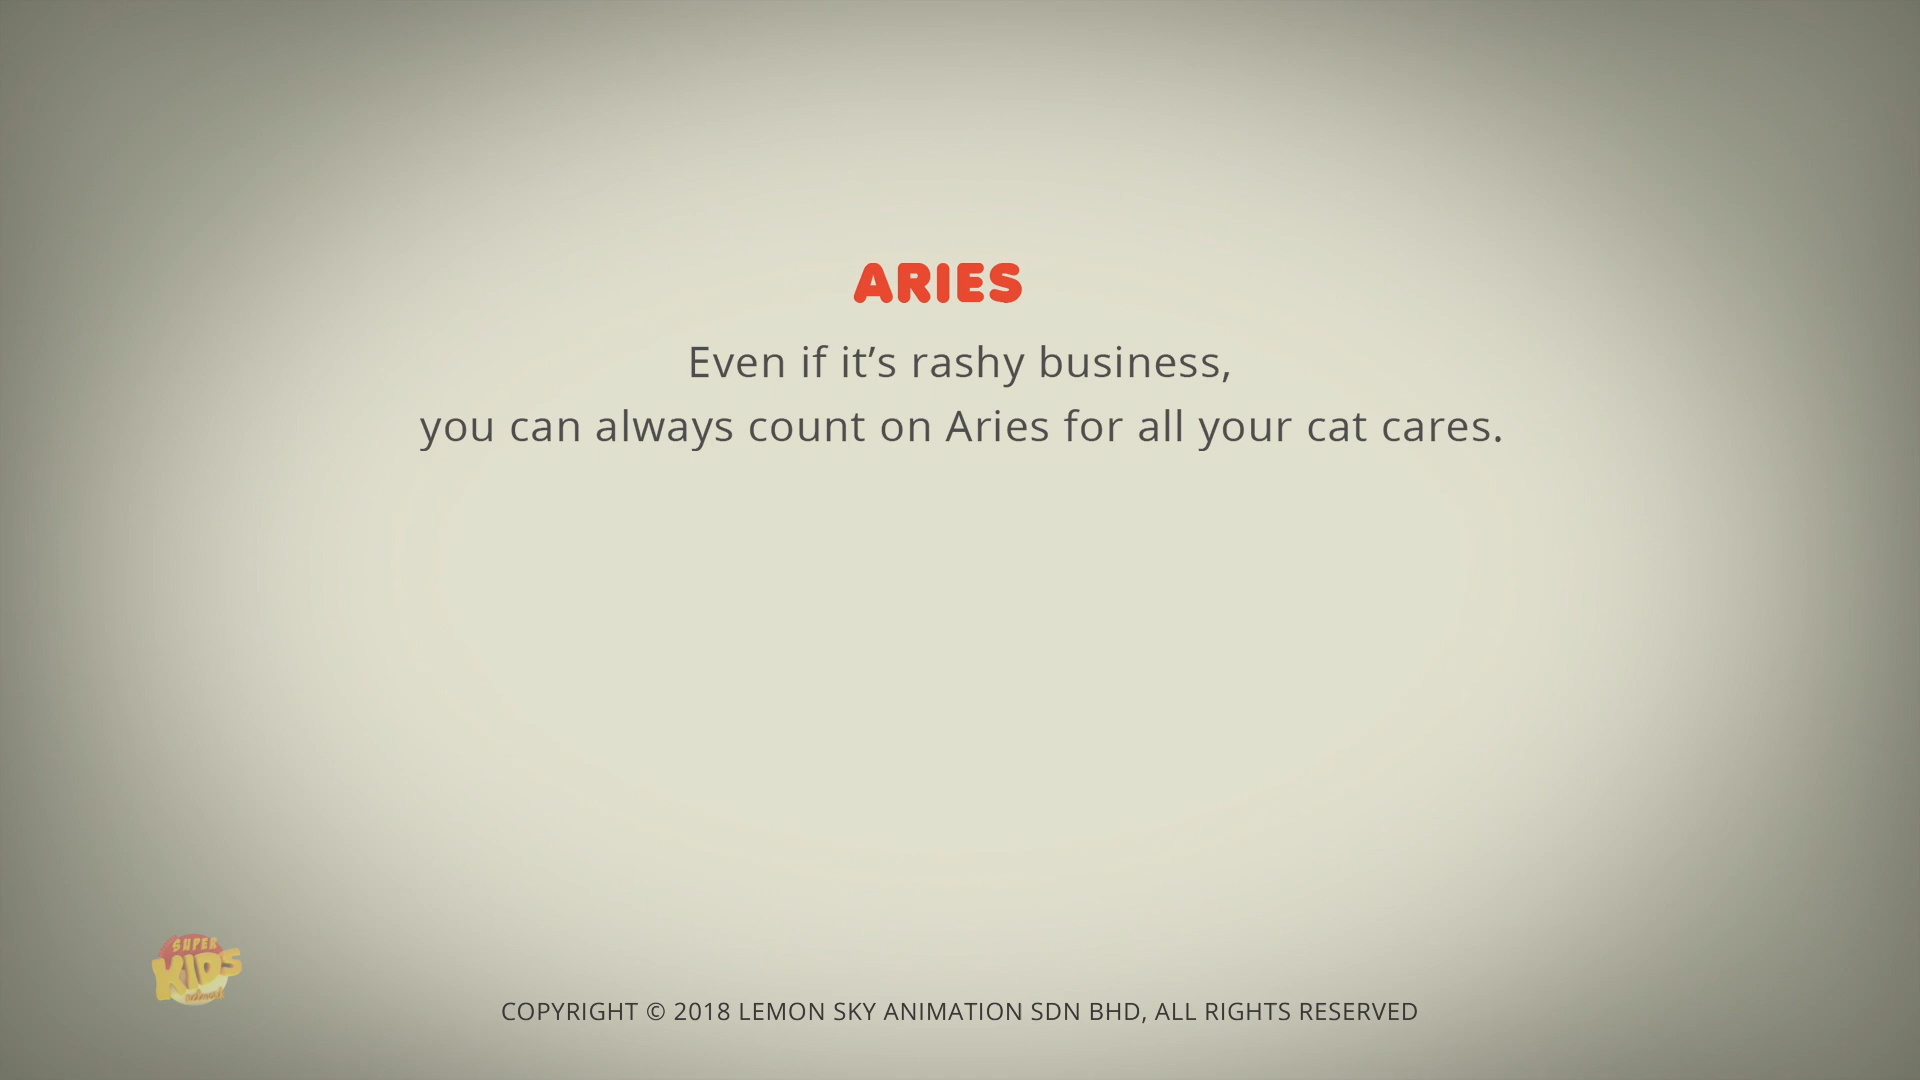 ARIES
Even if it’s rashy business,
you can always count on Aries for all your cat cares.
SUPER
KIDS
network
COPYRIGHT © 2018 LEMON SKY ANIMATION SDN BHD, ALL RIGHTS RESERVED